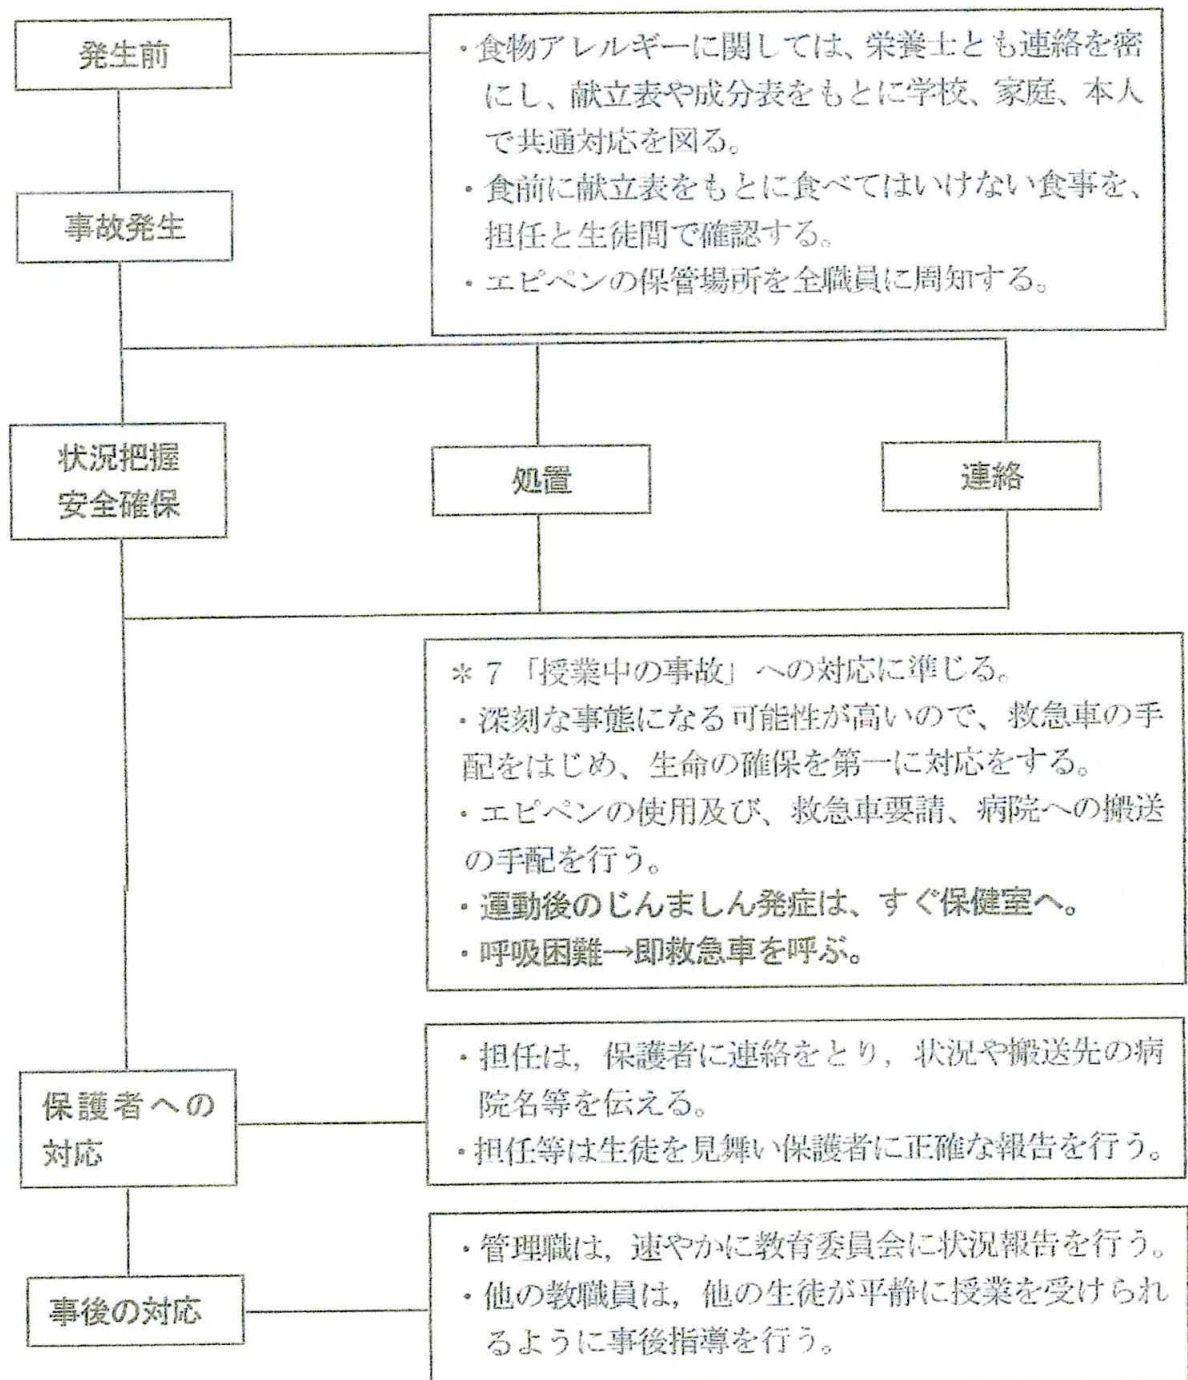 発生前
・食物アレルギーに関しては、栄養士とも連絡を密
にし、献立表や成分表をもとに学校、家庭、本人
で共通対応を図る。
・食前に献立表をもとに食べてはいけない食事を、
担任と生徒間で確認する。
・エピペンの保管場所を全職員に周知する。
事故発生
状況把握
安全確保
処置
連絡
＊７「授業中の事故」への対応に準じる。
・深刻な事態になる可能性が高いので、救急車の手
配をはじめ、生命の確保を第一に対応をする。
・エピペンの使用及び、救急車要請、病院への搬送
の手配を行う。
・運動後のじんましん発症は、すぐ保健室へ。
・呼吸困難→即救急車を呼ぶ。
保護者への
対応
・担任は，保護者に連絡をとり，状況や搬送先の病
院名等を伝える。
・担任等は生徒を見舞い保護者に正確な報告を行う。
事後の対応
・管理職は，速やかに教育委員会に状況報告を行う。
・他の教職員は，他の生徒が平静に授業を受けられ
るように事後指導を行う。